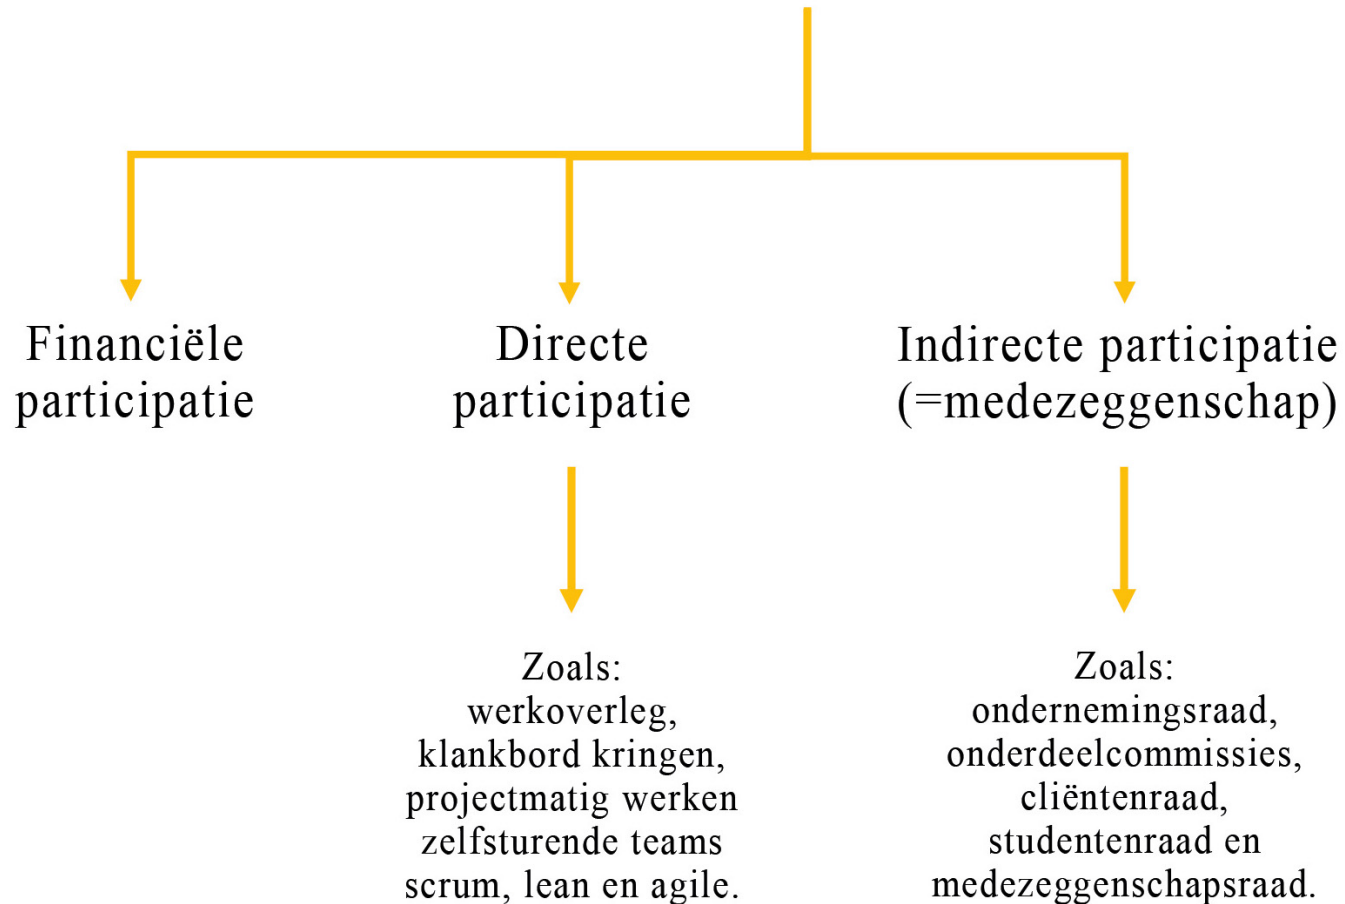 Financiële
participatie
Directe
participatie
Indirecte participatie
(=medezeggenschap)
Zoals:
werkoverleg,
klankbord kringen,
projectmatig werken
zelfsturende teams
scrum, lean en agile.
Zoals:
ondernemingsraad,
onderdeelcommissies,
cliëntenraad,
studentenraad en
medezeggenschapsraad.